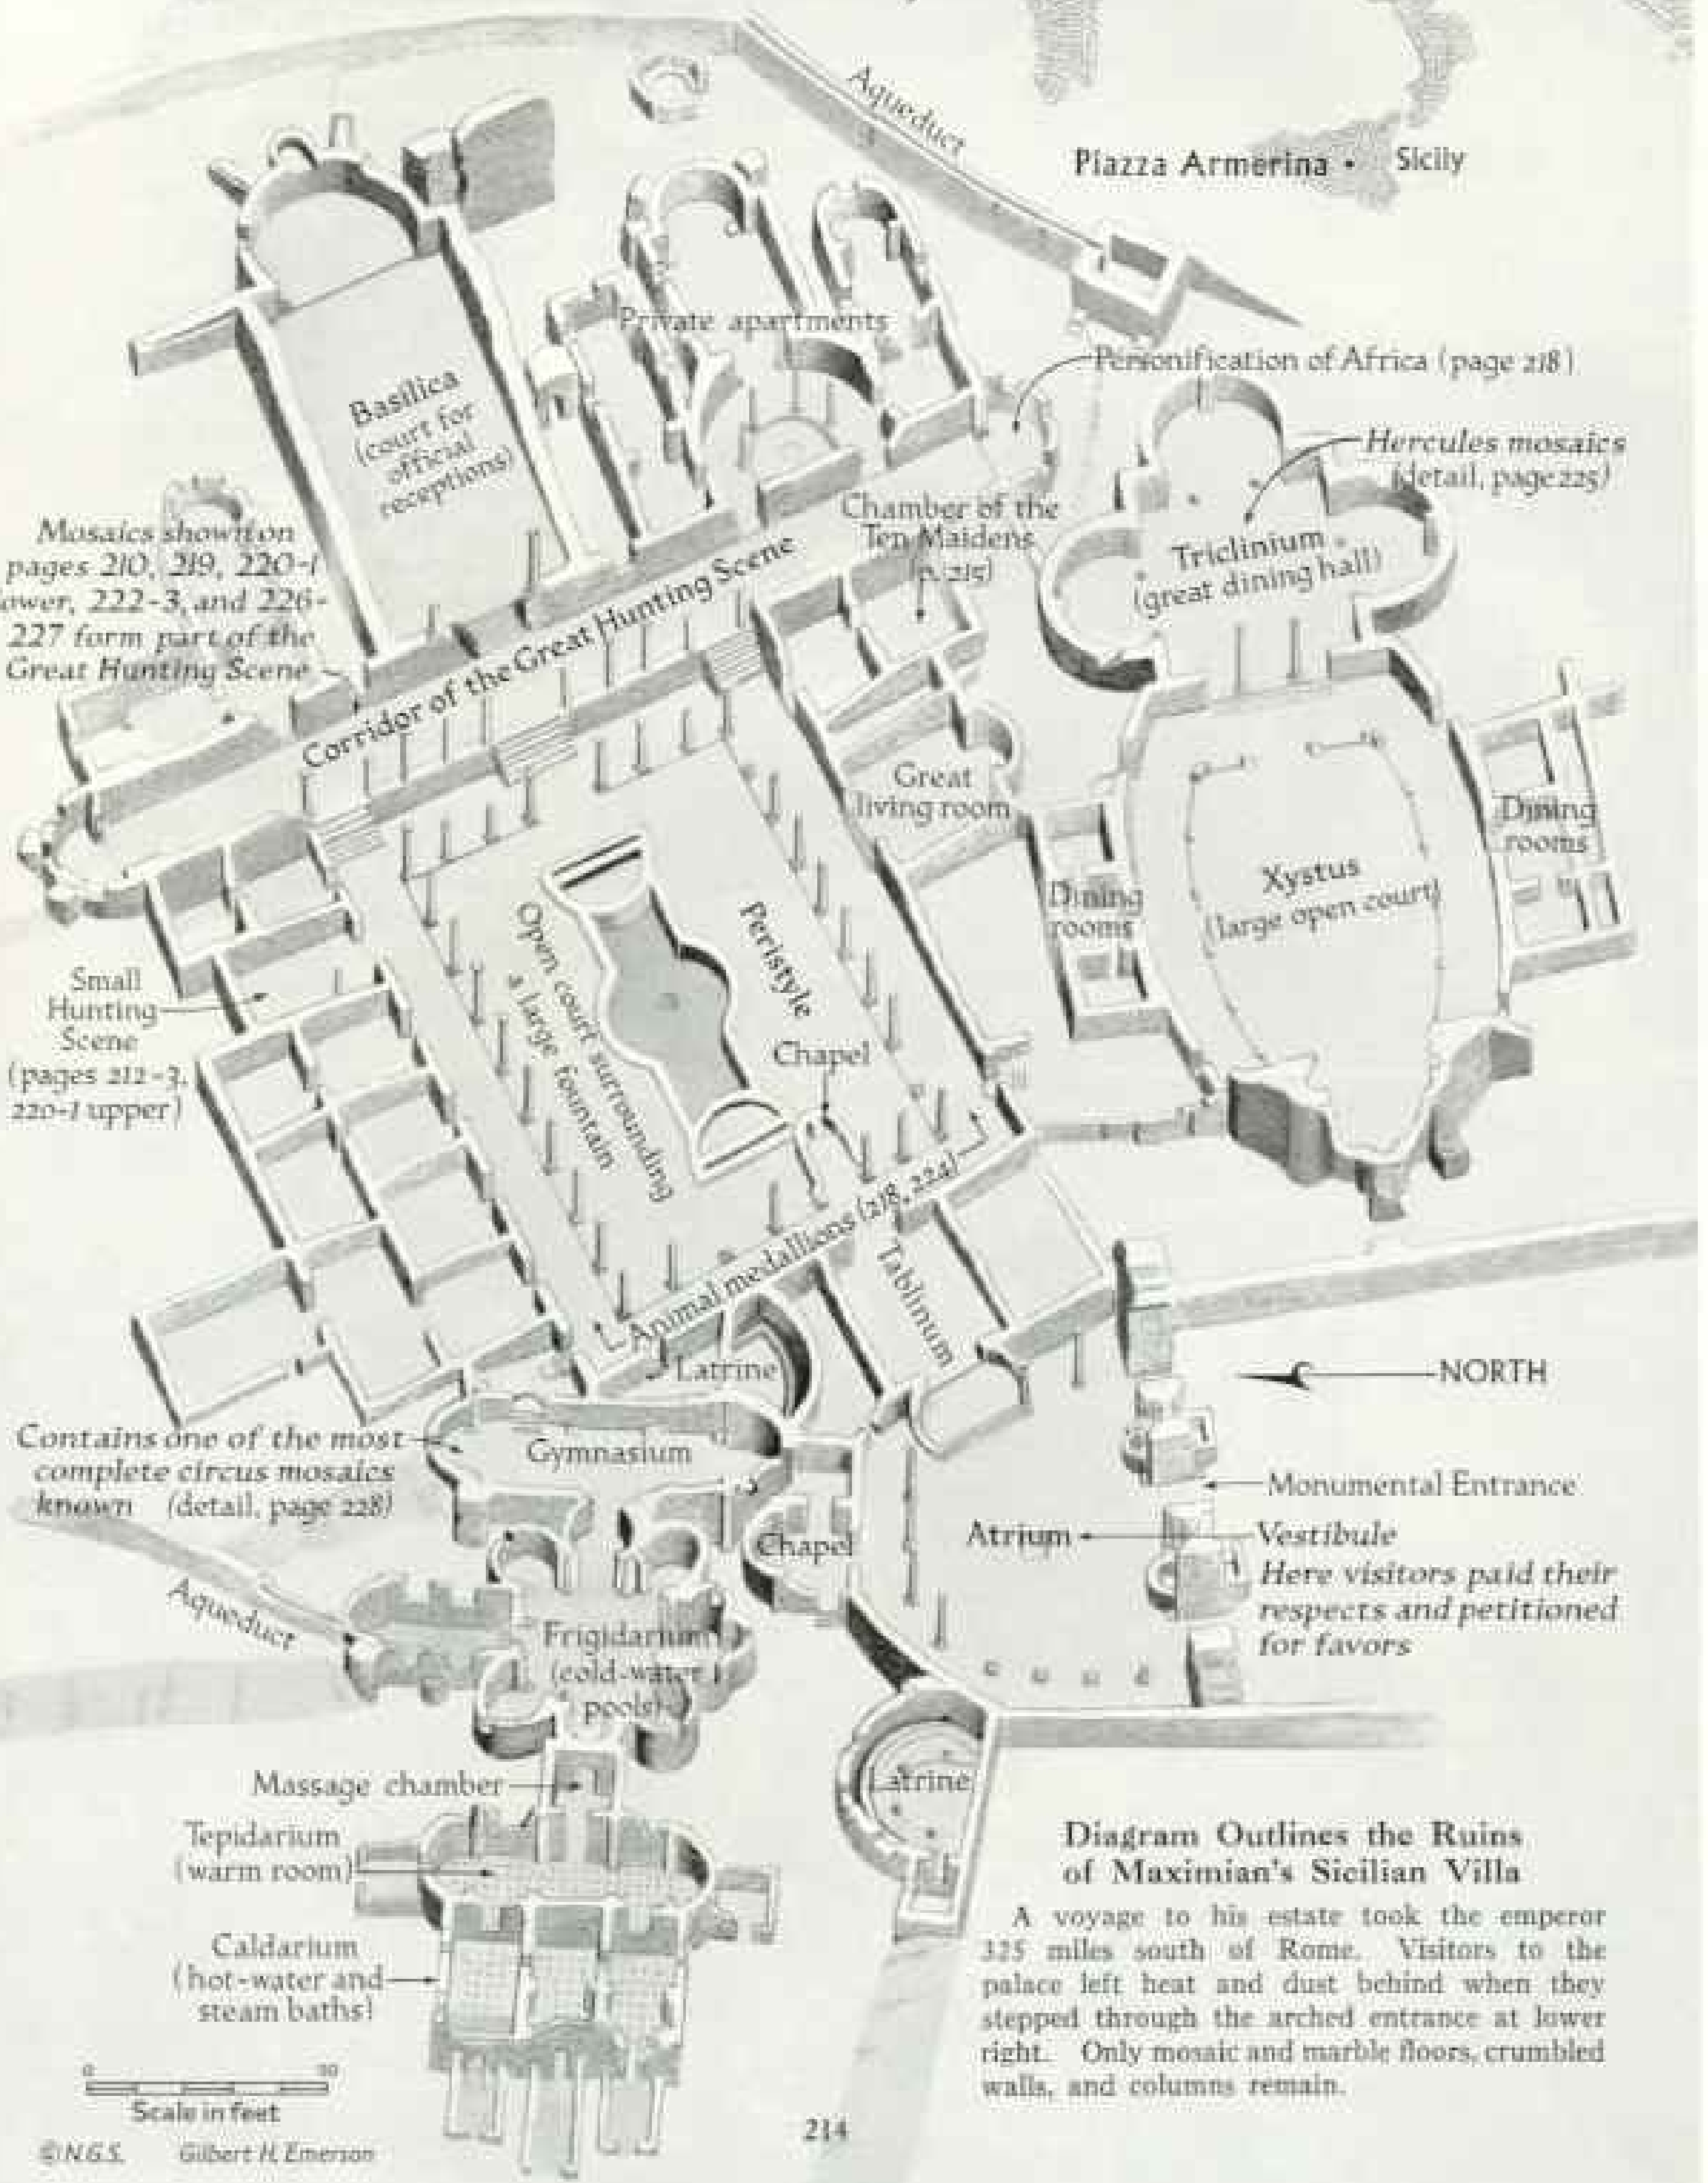 Aqueduct
Piazza Armerina • Sicily
Private apartments
Personification of Africa (page 218)
Basilica
(court for
official
receptions)
Hercules mosaics
(detail, page 225)
Chamber of the
Ten Maidens
(p. 215)
Triclinium
(great dining hall)
Mosaics shown on
pages 210, 219, 220-1
lower, 222-3, and 226-
227 form part of the
Great Hunting Scene
Corridor of the Great Hunting Scene
Great
living room
Dining
rooms
Dining
rooms
Xystus
(large open court)
Peristyle
Open court surrounding
a large fountain
Small
Hunting
Scene
(pages 212-3,
220-1 upper)
Chapel
Animal medallions (218, 224)
Tablinum
Latrine
NORTH
Contains one of the most
complete circus mosaics
known (detail, page 228)
Gymnasium
Monumental Entrance
Chapel
Atrium
Vestibule
Here visitors paid their
respects and petitioned
for favors
Aqueduct
Frigidarium
(cold-water
pools)
Massage chamber
Latrine
Tepidarium
(warm room)
Caldarium
(hot-water and
steam baths)
Diagram Outlines the Ruins
of Maximian's Sicilian Villa
A voyage to his estate took the emperor
325 miles south of Rome. Visitors to the
palace left heat and dust behind when they
stepped through the arched entrance at lower
right. Only mosaic and marble floors, crumbled
walls, and columns remain.
0
Scale in feet
©N.G.S. Gilbert H. Emerson
214